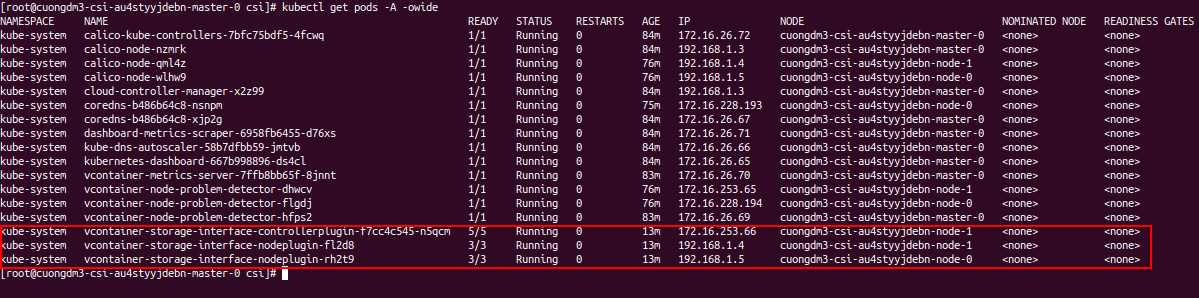 [root@cuongdm3-csi-au4styyjdebn-master-0 csi]# kubectl get pods -A -owide
NAMESPACE NAME READY STATUS RESTARTS AGE IP NODE NOMINATED NODE READINESS GATES
kube-system calico-kube-controllers-7bfc75bdf5-4fcwq 1/1 Running 0 84m 172.16.26.72 cuongdm3-csi-au4styyjdebn-master-0 <none> <none>
kube-system calico-node-nzmrk 1/1 Running 0 84m 192.168.1.3 cuongdm3-csi-au4styyjdebn-master-0 <none> <none>
kube-system calico-node-qml4z 1/1 Running 0 76m 192.168.1.4 cuongdm3-csi-au4styyjdebn-node-1 <none> <none>
kube-system calico-node-wlhw9 1/1 Running 0 76m 192.168.1.5 cuongdm3-csi-au4styyjdebn-node-0 <none> <none>
kube-system cloud-controller-manager-x2z99 1/1 Running 0 84m 192.168.1.3 cuongdm3-csi-au4styyjdebn-master-0 <none> <none>
kube-system coredns-b486b64c8-nsnpm 1/1 Running 0 75m 172.16.228.193 cuongdm3-csi-au4styyjdebn-node-0 <none> <none>
kube-system coredns-b486b64c8-xjp2g 1/1 Running 0 84m 172.16.26.67 cuongdm3-csi-au4styyjdebn-master-0 <none> <none>
kube-system dashboard-metrics-scraper-6958fb6455-d76xs 1/1 Running 0 84m 172.16.26.71 cuongdm3-csi-au4styyjdebn-master-0 <none> <none>
kube-system kube-dns-autoscaler-58b7dfbb59-jmtvb 1/1 Running 0 84m 172.16.26.66 cuongdm3-csi-au4styyjdebn-master-0 <none> <none>
kube-system kubernetes-dashboard-667b998896-ds4cl 1/1 Running 0 84m 172.16.26.65 cuongdm3-csi-au4styyjdebn-master-0 <none> <none>
kube-system vcontainer-metrics-server-7ffb8bb65f-8jnnt 1/1 Running 0 83m 172.16.26.70 cuongdm3-csi-au4styyjdebn-master-0 <none> <none>
kube-system vcontainer-node-problem-detector-dhwcv 1/1 Running 0 76m 172.16.253.65 cuongdm3-csi-au4styyjdebn-node-1 <none> <none>
kube-system vcontainer-node-problem-detector-flgdj 1/1 Running 0 76m 172.16.228.194 cuongdm3-csi-au4styyjdebn-node-0 <none> <none>
kube-system vcontainer-node-problem-detector-hfps2 1/1 Running 0 83m 172.16.26.69 cuongdm3-csi-au4styyjdebn-master-0 <none> <none>
kube-system vcontainer-storage-interface-controllerplugin-f7cc4c545-n5qcm 5/5 Running 0 13m 172.16.253.66 cuongdm3-csi-au4styyjdebn-node-1 <none> <none>
kube-system vcontainer-storage-interface-nodeplugin-fl2d8 3/3 Running 0 13m 192.168.1.4 cuongdm3-csi-au4styyjdebn-node-1 <none> <none>
kube-system vcontainer-storage-interface-nodeplugin-rh2t9 3/3 Running 0 13m 192.168.1.5 cuongdm3-csi-au4styyjdebn-node-0 <none> <none>
[root@cuongdm3-csi-au4styyjdebn-master-0 csi]#